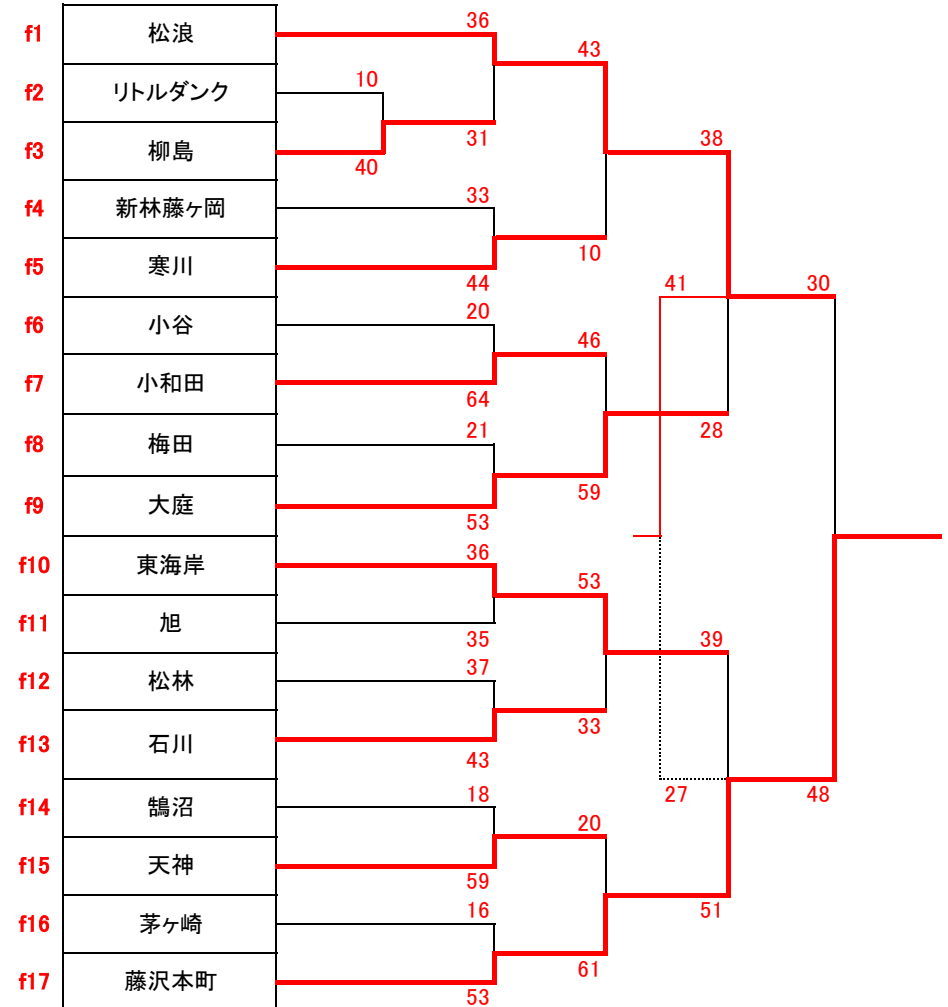 36
f1 松浪
43
10
f2 リトルダンク
31
38
f3 柳島
40
33
f4 新林藤ヶ岡
10
f5 寒川
44
41
30
20
f6 小谷
46
f7 小和田
64
21
28
f8 梅田
59
f9 大庭
53
36
f10 東海岸
53
f11 旭
35
39
37
f12 松林
33
f13 石川
43
18
27
48
f14 鵠沼
20
f15 天神
59
16
51
f16 茅ヶ崎
61
f17 藤沢本町
53